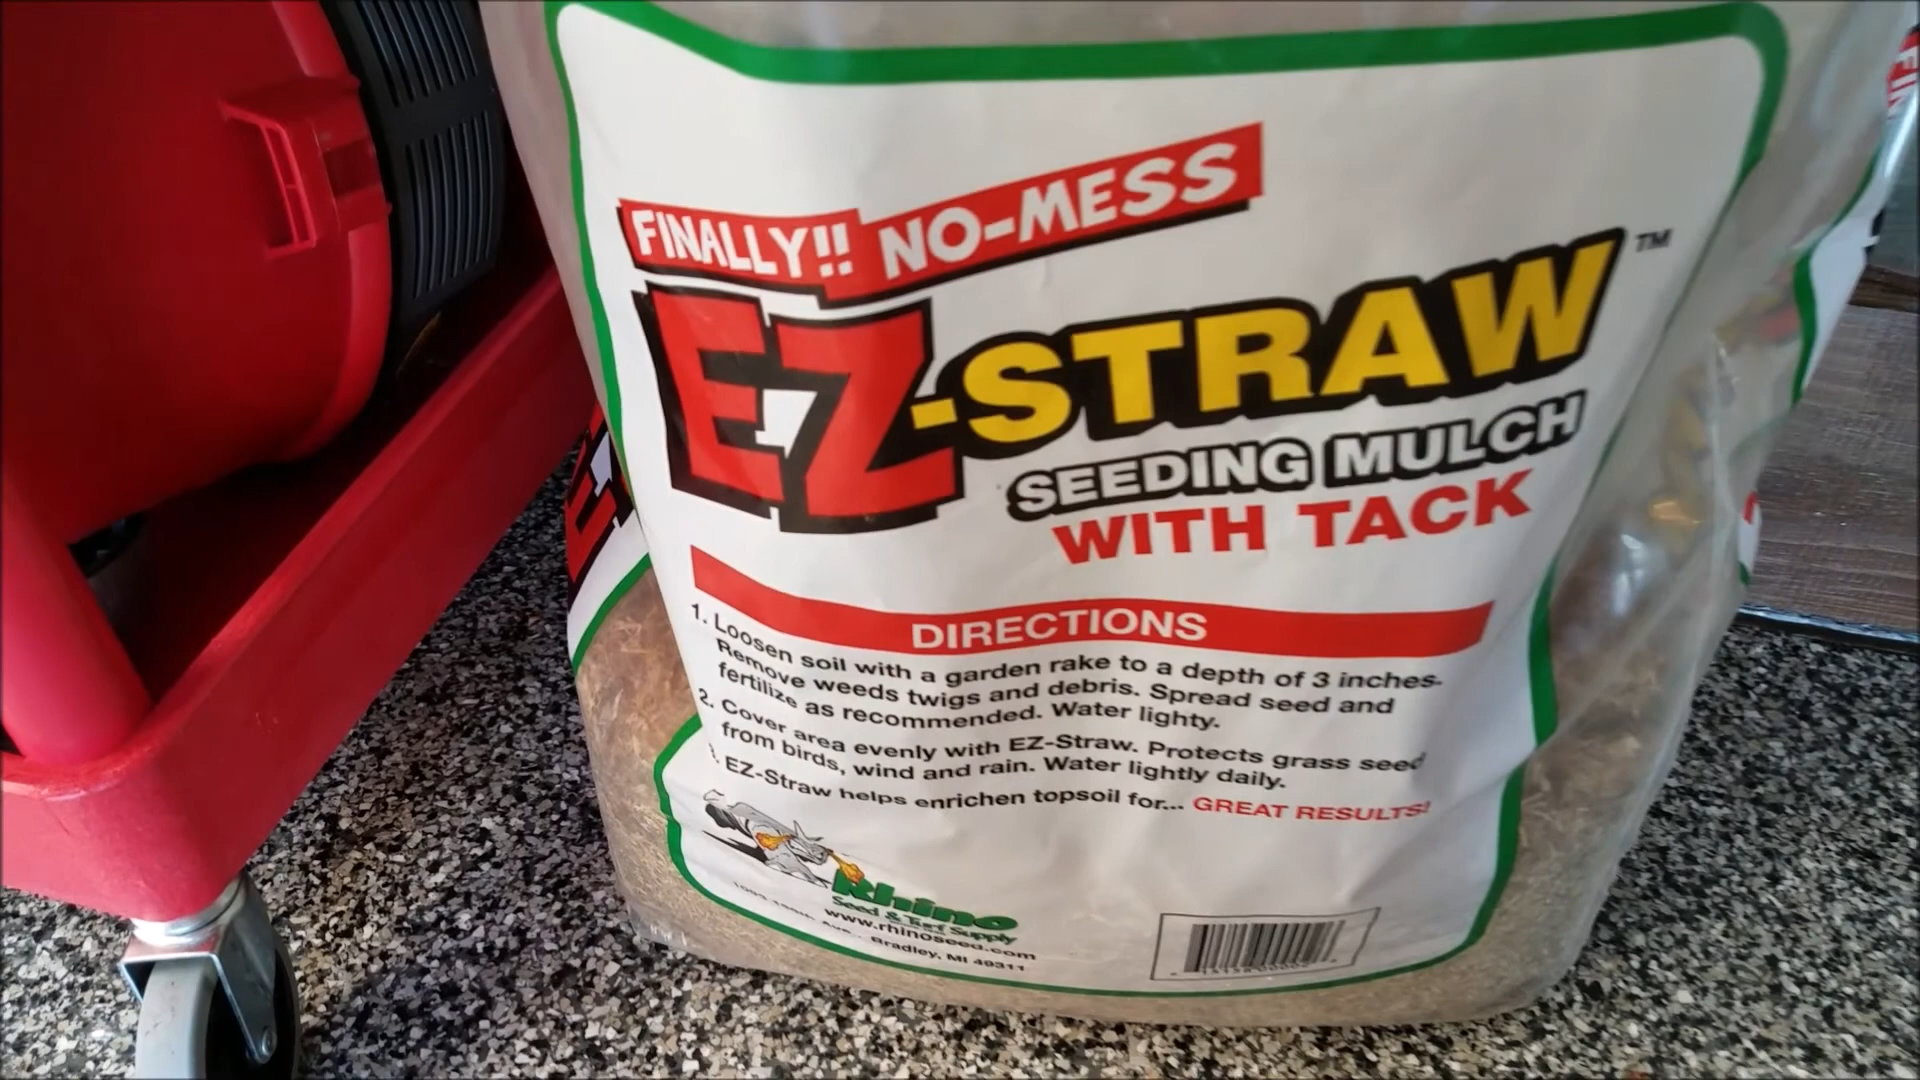 FINALLY!! NO-MESS
EZ-STRAW™
SEEDING MULCH
WITH TACK
DIRECTIONS
1. Loosen soil with a garden rake to a depth of 3 inches.
Remove weeds twigs and debris. Spread seed and
fertilize as recommended. Water lighty.
2. Cover area evenly with EZ-Straw. Protects grass seed
from birds, wind and rain. Water lightly daily.
EZ-Straw helps enrichen topsoil for... GREAT RESULTS!
Rhino
Seed & Turf Supply
www.rhinoseed.com
Bradley, MI 49311